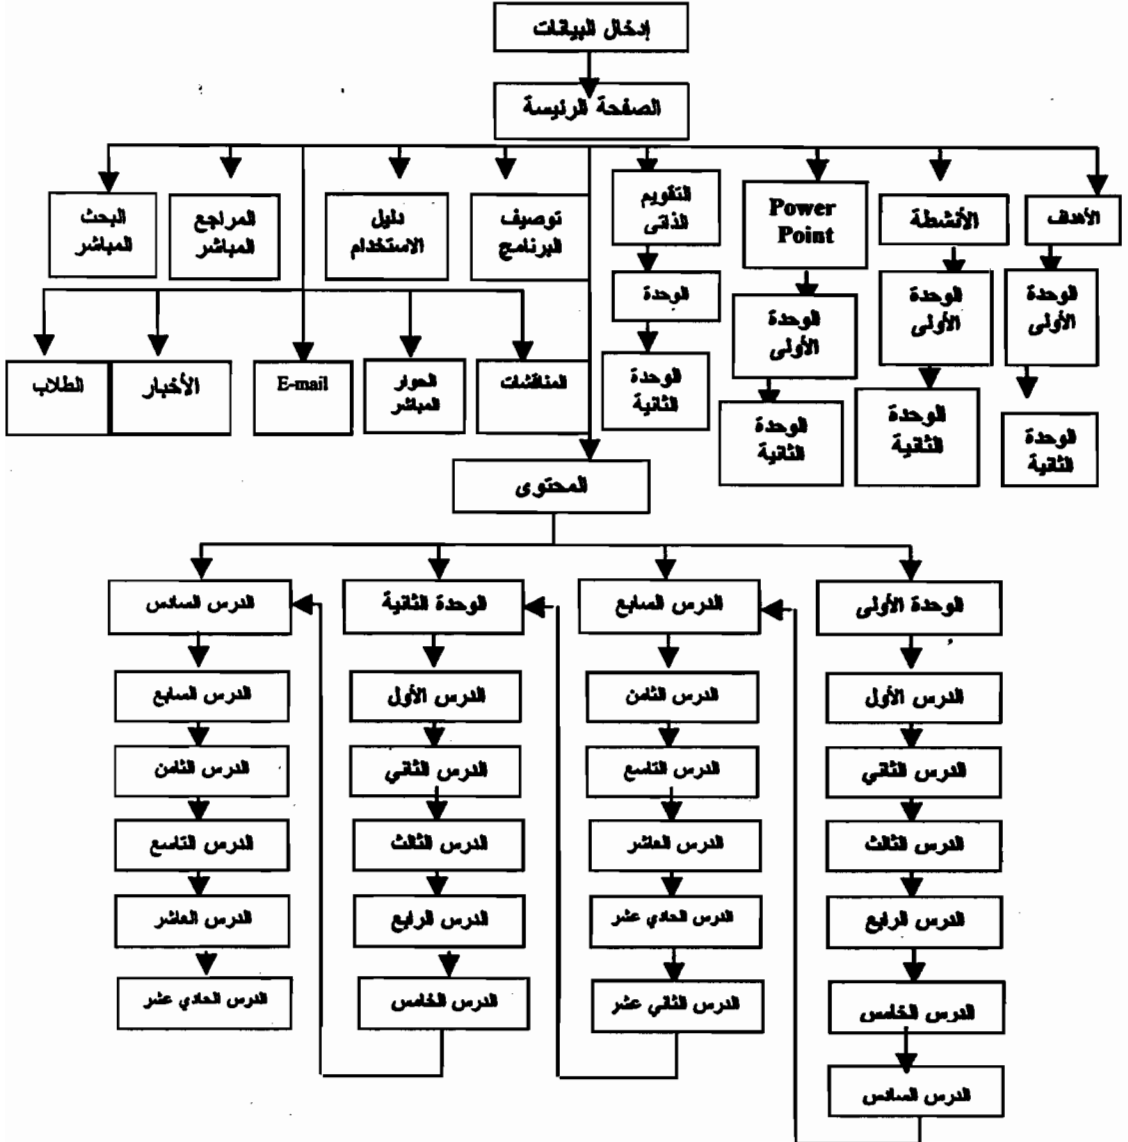 إدخال البيانات
الصفحة الرئيسة
الأهداف
الأنشطة
Power
Point
التقويم
الذاتى
توصيف
البرنامج
دليل
الاستخدام
المراجع
المباشر
البحث
المباشر
الوحدة
الأولى
الوحدة
الأولى
الوحدة
الأولى
الوحدة
الوحدة
الثانية
الوحدة
الثانية
الوحدة
الثانية
الوحدة
الثانية
المناقشات
الحوار
المباشر
E-mail
الأخبار
الطلاب
المحتوى
الوحدة الأولى
الدرس الأول
الدرس الثاني
الدرس الثالث
الدرس الرابع
الدرس الخامس
الدرس السادس
الدرس السابع
الدرس الثامن
الدرس التاسع
الدرس العاشر
الدرس الحادي عشر
الدرس الثاني عشر
الوحدة الثانية
الدرس الأول
الدرس الثاني
الدرس الثالث
الدرس الرابع
الدرس الخامس
الدرس السادس
الدرس السابع
الدرس الثامن
الدرس التاسع
الدرس العاشر
الدرس الحادي عشر